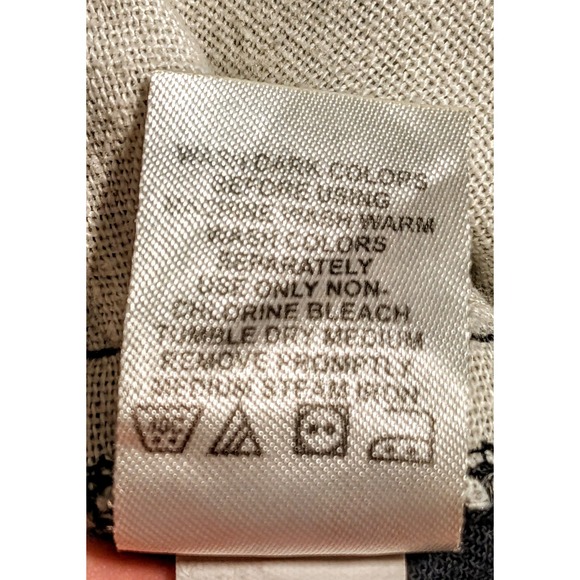 WASH DARK COLORS
BEFORE USING
MACHINE WASH WARM
WASH COLORS
SEPARATELY
USE ONLY NON-
CHLORINE BLEACH
TUMBLE DRY MEDIUM
REMOVE PROMPTLY
MEDIUM STEAM IRON